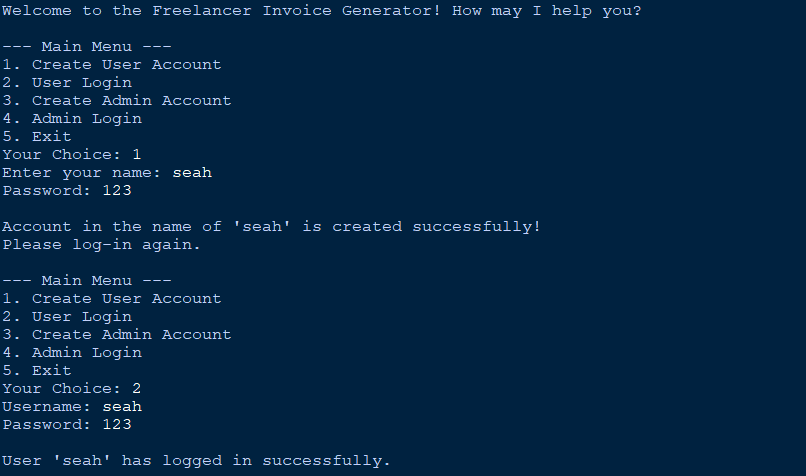 Welcome to the Freelancer Invoice Generator! How may I help you?
--- Main Menu ---
1. Create User Account
2. User Login
3. Create Admin Account
4. Admin Login
5. Exit
Your Choice: 1
Enter your name: seah
Password: 123
Account in the name of 'seah' is created successfully!
Please log-in again.
--- Main Menu ---
1. Create User Account
2. User Login
3. Create Admin Account
4. Admin Login
5. Exit
Your Choice: 2
Username: seah
Password: 123
User 'seah' has logged in successfully.